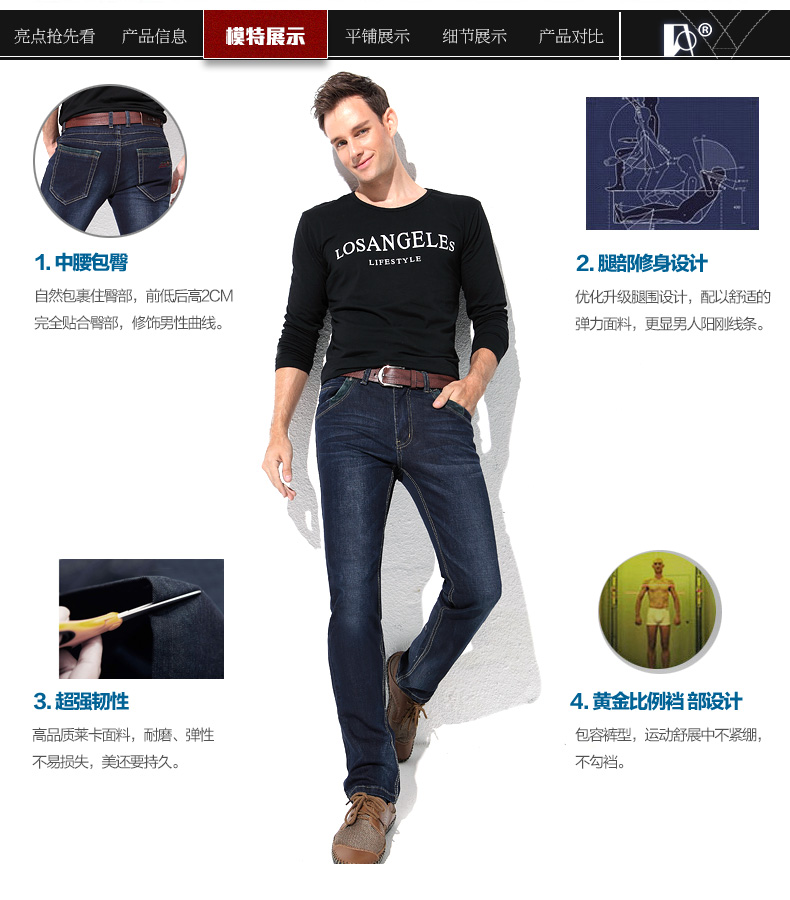 亮点抢先看 产品信息 模特展示 平铺展示 细节展示 产品对比 ®
LOSANGELES
LIFESTYLE
1. 中腰包臀
自然包裹住臀部，前低后高2CM
完全贴合臀部，修饰男性曲线。
2. 腿部修身设计
优化升级腿围设计，配以舒适的
弹力面料，更显男人阳刚线条。
3. 超强韧性
高品质莱卡面料，耐磨、弹性
不易损失，美还要持久。
4. 黄金比例裆 部设计
包容裤型，运动舒展中不紧绷，
不勾裆。